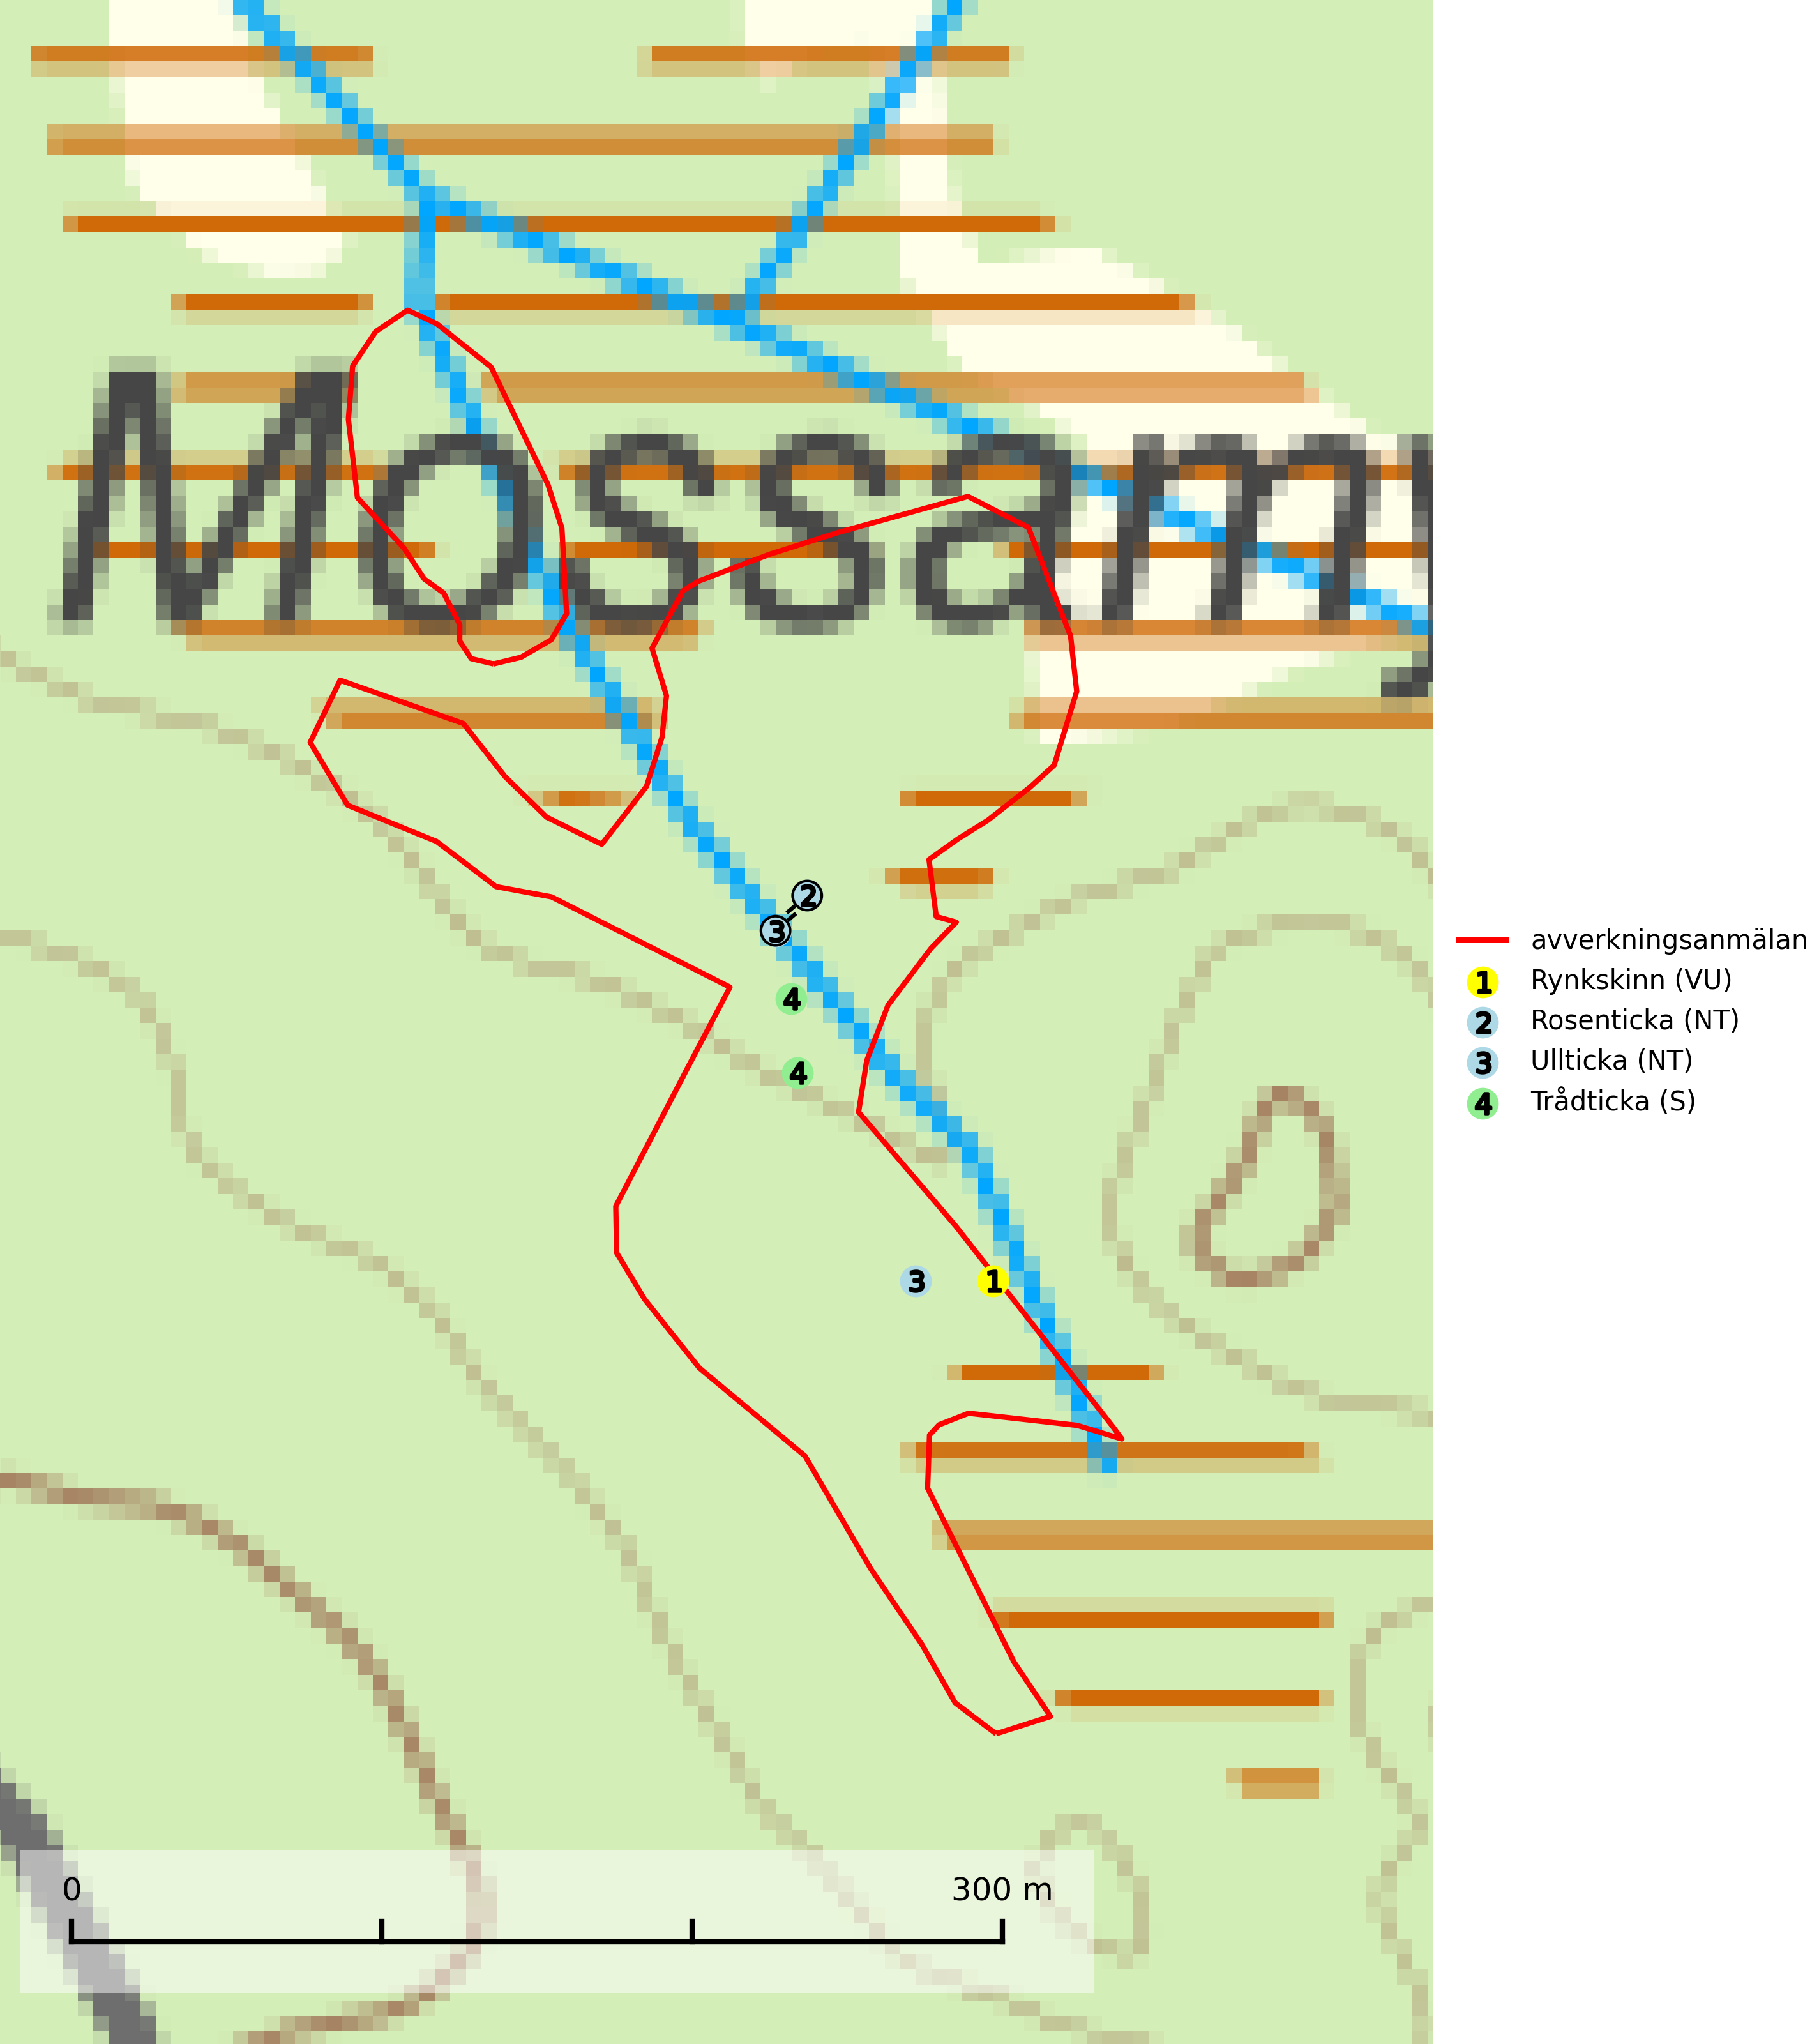 Mossamy
2
3
4
4
3
1
avverkningsanmälan
1 Rynkskinn (VU)
2 Rosenticka (NT)
3 Ullticka (NT)
4 Trådticka (S)
0 300 m